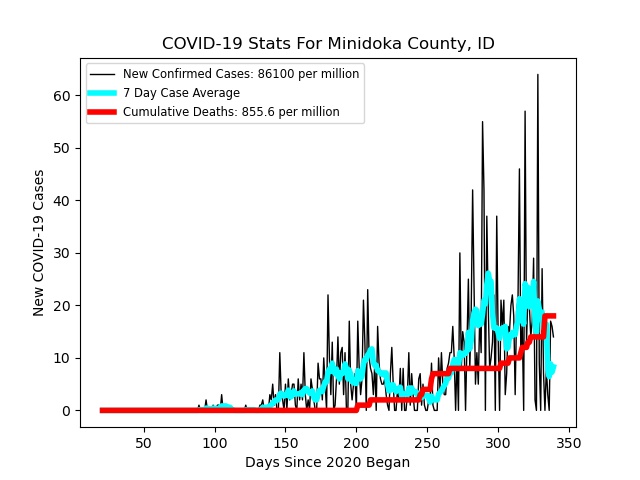 COVID-19 Stats For Minidoka County, ID
New Confirmed Cases: 86100 per million
7 Day Case Average
Cumulative Deaths: 855.6 per million
New COVID-19 Cases
60
50
40
30
20
10
0
50
100
150
200
250
300
350
Days Since 2020 Began